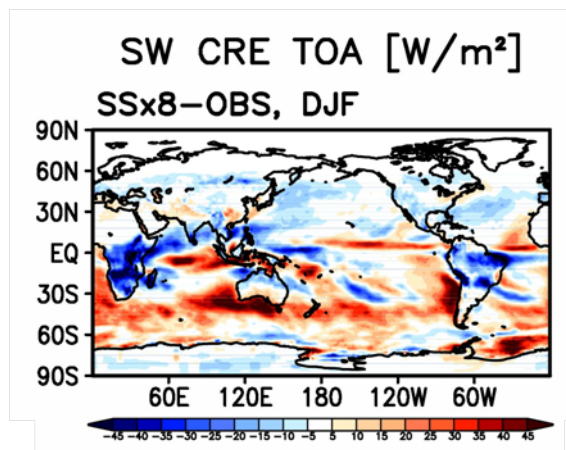 SW CRE TOA [W/m²]
SSx8-OBS, DJF
90N
60N
30N
EQ
30S
60S
90S
60E 120E 180 120W 60W
-45 -40 -35 -30 -25 -20 -15 -10 -5 5 10 15 20 25 30 35 40 45